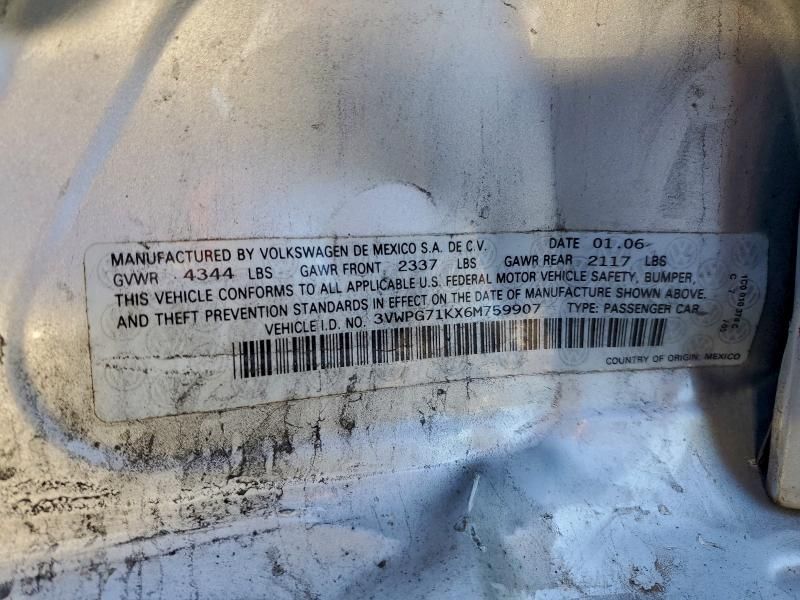 MANUFACTURED BY VOLKSWAGEN DE MEXICO S.A. DE C.V. DATE 01.06
GVWR 4344 LBS GAWR FRONT 2337 LBS GAWR REAR 2117 LBS
THIS VEHICLE CONFORMS TO ALL APPLICABLE U.S. FEDERAL MOTOR VEHICLE SAFETY, BUMPER,
AND THEFT PREVENTION STANDARDS IN EFFECT ON THE DATE OF MANUFACTURE SHOWN ABOVE.
VEHICLE I.D. NO. 3VWPG71KX6M759907 TYPE: PASSENGER CAR
COUNTRY OF ORIGIN: MEXICO